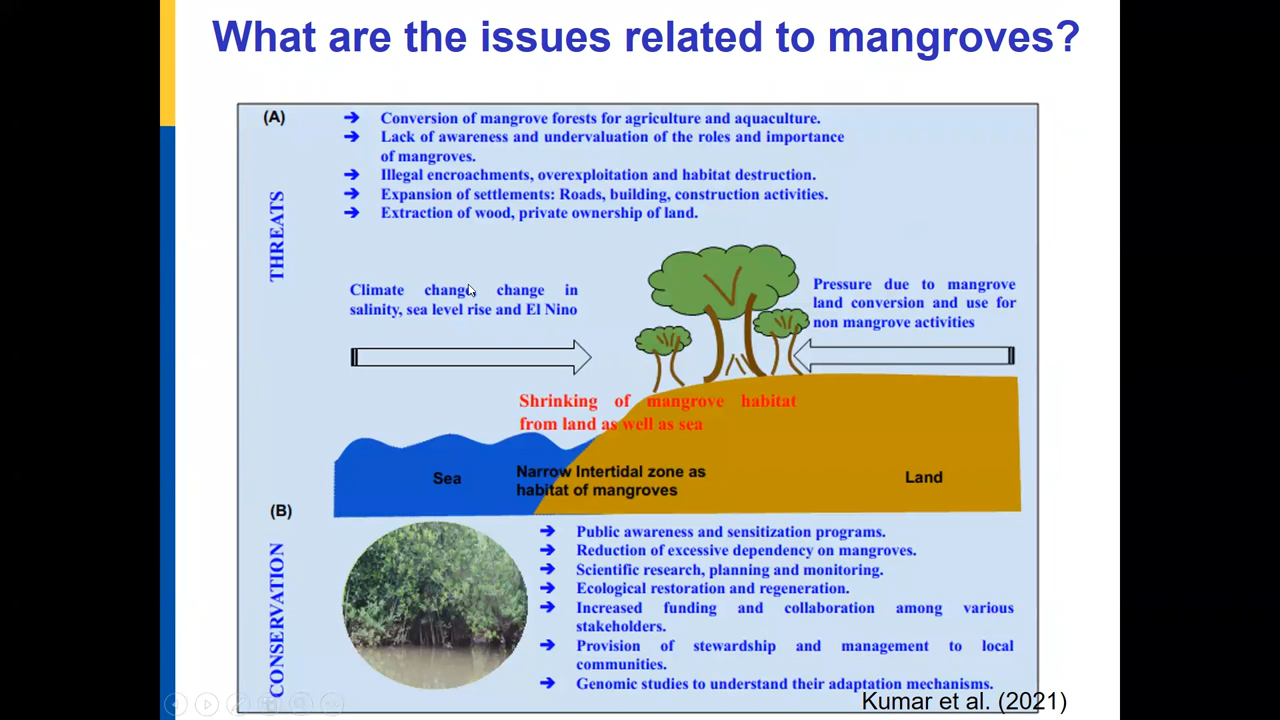 What are the issues related to mangroves?
(A)
THREATS
➔ Conversion of mangrove forests for agriculture and aquaculture.
➔ Lack of awareness and undervaluation of the roles and importance
of mangroves.
➔ Illegal encroachments, overexploitation and habitat destruction.
➔ Expansion of settlements: Roads, building, construction activities.
➔ Extraction of wood, private ownership of land.
Climate change, change in
salinity, sea level rise and El Nino
Pressure due to mangrove
land conversion and use for
non mangrove activities
Shrinking of mangrove habitat
from land as well as sea
Sea
Narrow Intertidal zone as
habitat of mangroves
Land
(B)
CONSERVATION
➔ Public awareness and sensitization programs.
➔ Reduction of excessive dependency on mangroves.
➔ Scientific research, planning and monitoring.
➔ Ecological restoration and regeneration.
➔ Increased funding and collaboration among various
stakeholders.
➔ Provision of stewardship and management to local
communities.
➔ Genomic studies to understand their adaptation mechanisms.
Kumar et al. (2021)